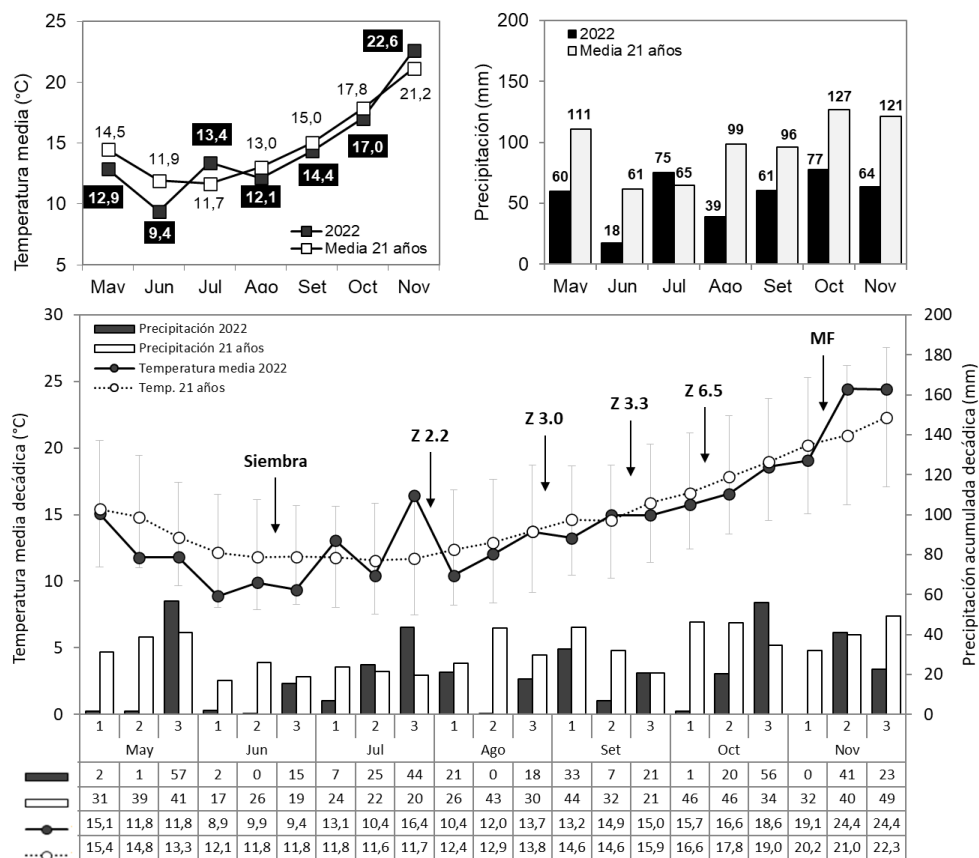 25
20
15
10
5
Temperatura media (°C)
22,6
14,5
11,9
13,4
13,0
15,0
17,8
21,2
12,9
9,4
11,7
12,1
14,4
17,0
2022
Media 21 años
May Jun Jul Ago Set Oct Nov
200
150
100
50
0
Precipitación (mm)
2022
Media 21 años
60 111 18 61 75 65 39 99 61 96 77 127 64 121
May Jun Jul Ago Set Oct Nov
30
25
20
15
10
5
0
Temperatura media decádica (°C)
Precipitación 2022
Precipitación 21 años
Temperatura media 2022
Temp. 21 años
Siembra
Z 2.2
Z 3.0
Z 3.3
Z 6.5
MF
200
180
160
140
120
100
80
60
40
20
0
Precipitación acumulada decádica (mm)
1 2 3 1 2 3 1 2 3 1 2 3 1 2 3 1 2 3 1 2 3
May Jun Jul Ago Set Oct Nov
2 1 57 2 0 15 7 25 44 21 0 18 33 7 21 1 20 56 0 41 23
31 39 41 17 26 19 24 22 20 26 43 30 44 32 21 46 46 34 32 40 49
15,1 11,8 11,8 8,9 9,9 9,4 13,1 10,4 16,4 10,4 12,0 13,7 13,2 14,9 15,0 15,7 16,6 18,6 19,1 24,4 24,4
15,4 14,8 13,3 12,1 11,8 11,8 11,8 11,6 11,7 12,4 12,9 13,8 14,6 14,6 15,9 16,6 17,8 19,0 20,2 21,0 22,3